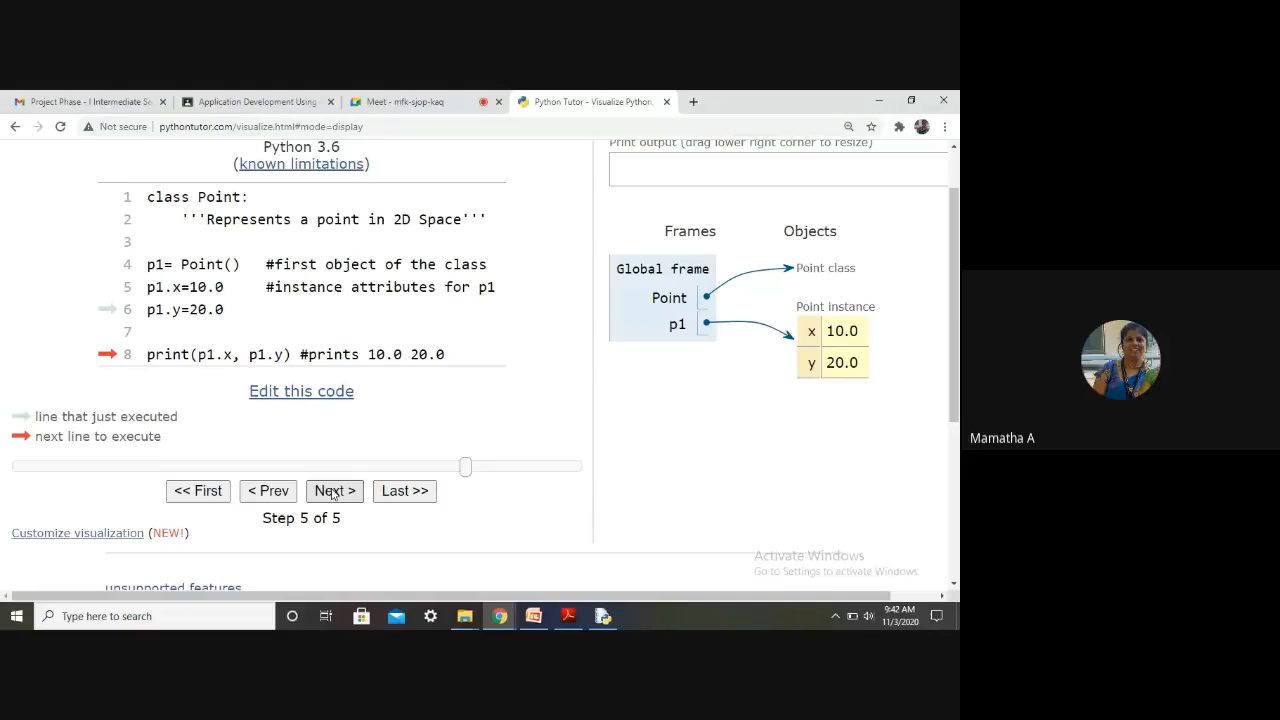 Project Phase - I Intermediate Se
Application Development Using
Meet - mfk-sjop-kaq
Python Tutor - Visualize Python,
Not secure | pythontutor.com/visualize.html#mode=display
Python 3.6
(known limitations)
1 class Point:
2 '''Represents a point in 2D Space'''
3
4 p1= Point() #first object of the class
5 p1.x=10.0 #instance attributes for p1
6 p1.y=20.0
7
8 print(p1.x, p1.y) #prints 10.0 20.0
Edit this code
line that just executed
next line to execute
<< First
< Prev
Next >
Last >>
Step 5 of 5
Customize visualization (NEW!)
unsupported features
Print output (drag lower right corner to resize)
Frames
Objects
Global frame
Point
p1
Point class
Point instance
x 10.0
y 20.0
Activate Windows
Go to Settings to activate Windows.
Type here to search
9:42 AM
11/3/2020
Mamatha A